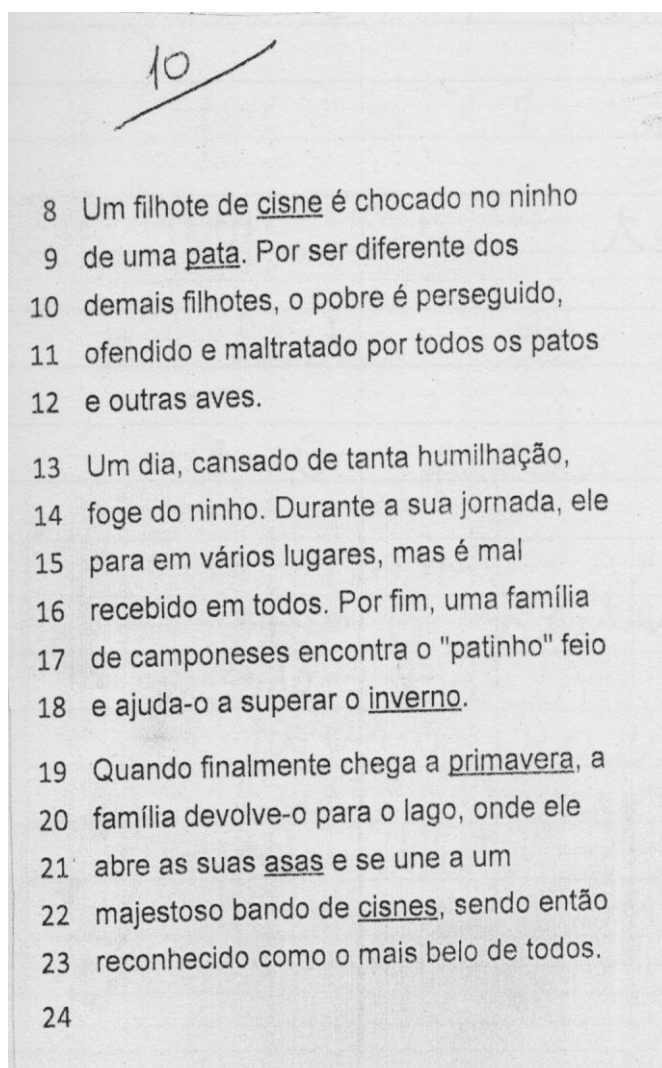 10
8 Um filhote de cisne é chocado no ninho
9 de uma pata. Por ser diferente dos
10 demais filhotes, o pobre é perseguido,
11 ofendido e maltratado por todos os patos
12 e outras aves.
13 Um dia, cansado de tanta humilhação,
14 foge do ninho. Durante a sua jornada, ele
15 para em vários lugares, mas é mal
16 recebido em todos. Por fim, uma família
17 de camponeses encontra o "patinho" feio
18 e ajuda-o a superar o inverno.
19 Quando finalmente chega a primavera, a
20 família devolve-o para o lago, onde ele
21 abre as suas asas e se une a um
22 majestoso bando de cisnes, sendo então
23 reconhecido como o mais belo de todos.
24